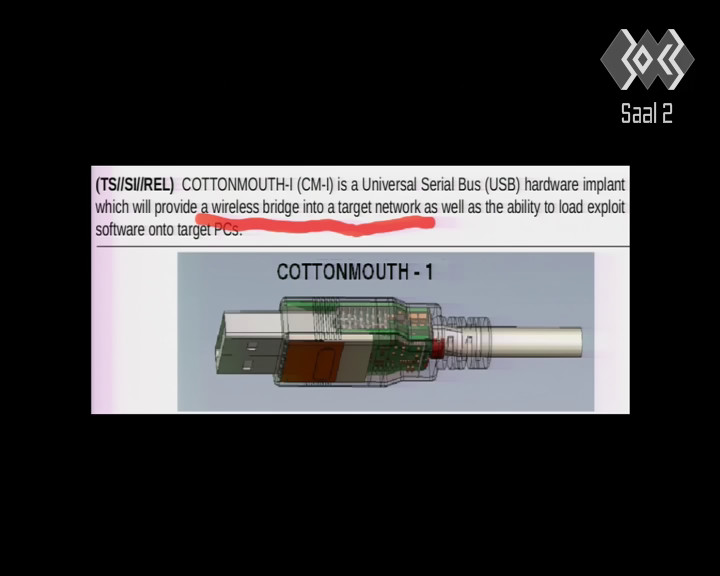 Saal 2
(TS//SI//REL) COTTONMOUTH-I (CM-I) is a Universal Serial Bus (USB) hardware implant
which will provide a wireless bridge into a target network as well as the ability to load exploit
software onto target PCs.
COTTONMOUTH - 1